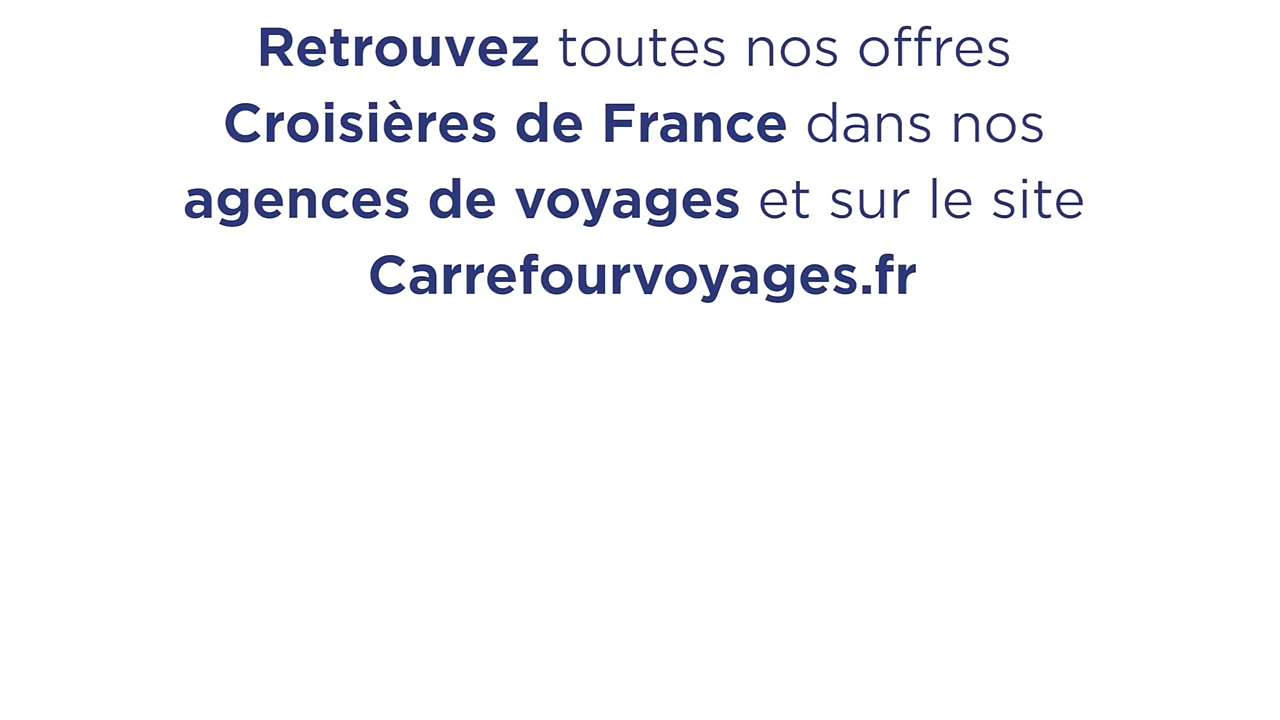 Retrouvez toutes nos offres
Croisières de France dans nos
agences de voyages et sur le site
Carrefourvoyages.fr